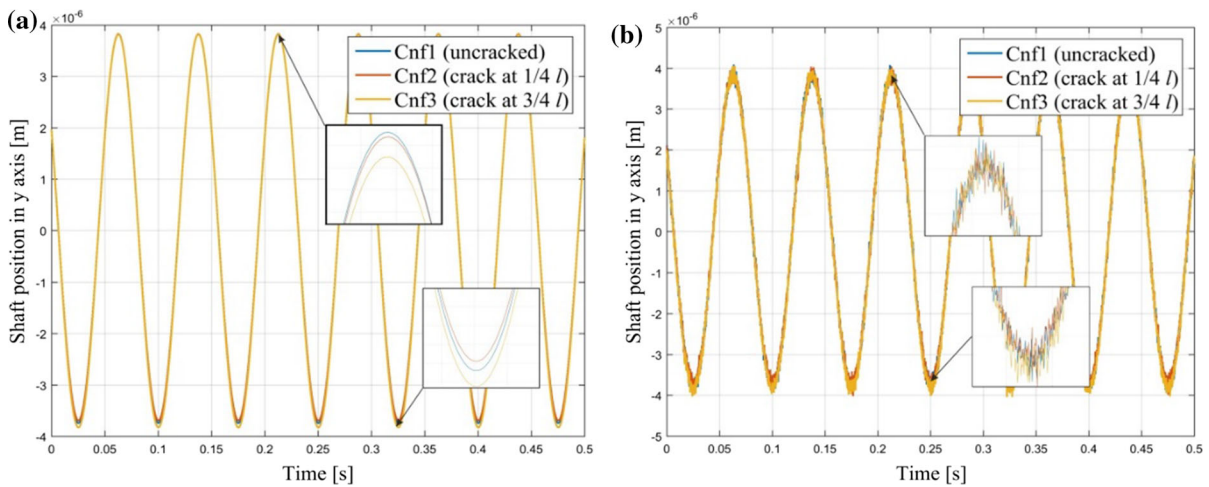 (a)
×10⁻⁶
4
3
2
1
0
-1
-2
-3
-4
Shaft position in y axis [m]
0 0.05 0.1 0.15 0.2 0.25 0.3 0.35 0.4 0.45 0.5
Time [s]
Cnf1 (uncracked)
Cnf2 (crack at 1/4 l)
Cnf3 (crack at 3/4 l)
(b)
×10⁻⁶
5
4
3
2
1
0
-1
-2
-3
-4
-5
Shaft position in y axis [m]
0 0.05 0.1 0.15 0.2 0.25 0.3 0.35 0.4 0.45 0.5
Time [s]
Cnf1 (uncracked)
Cnf2 (crack at 1/4 l)
Cnf3 (crack at 3/4 l)